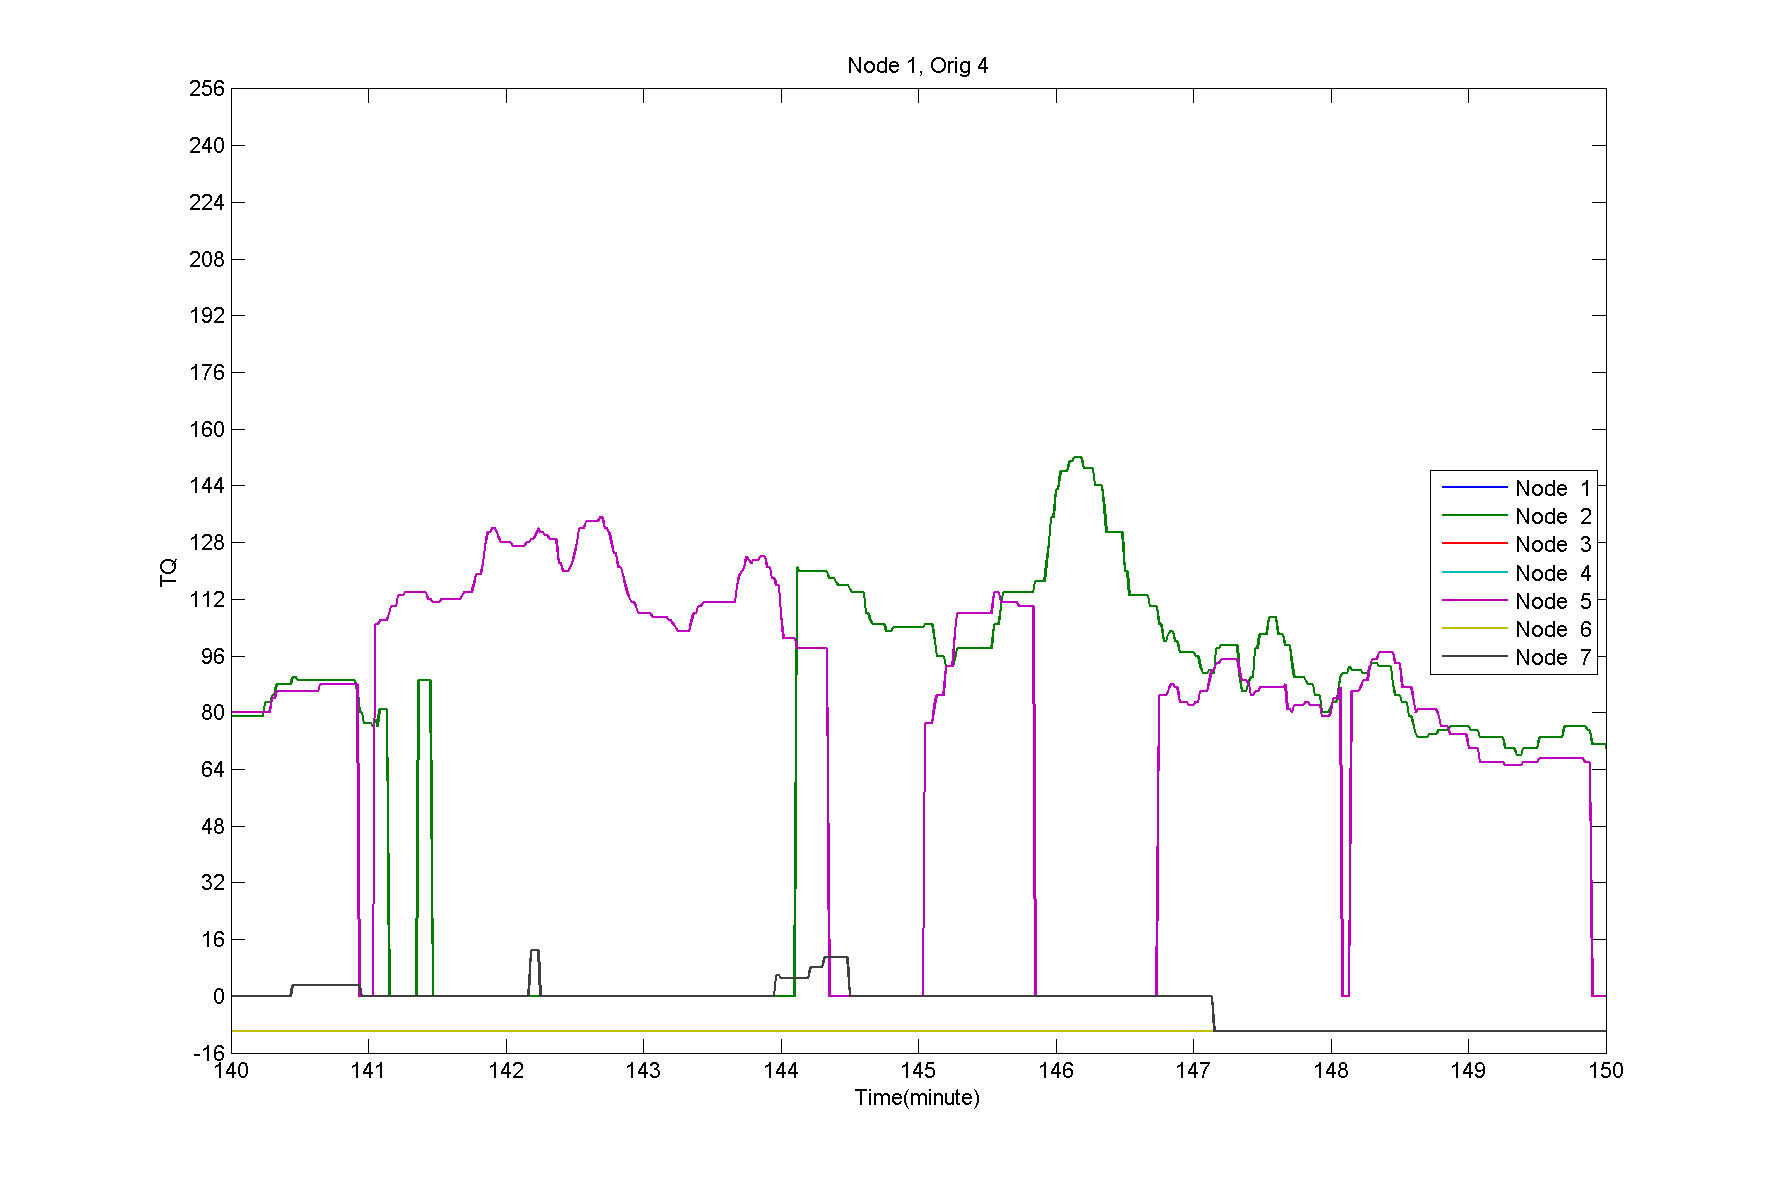 Node 1, Orig 4
256
240
224
208
192
176
160
144
128
112
96
80
64
48
32
16
0
-16
TQ
Node 1
Node 2
Node 3
Node 4
Node 5
Node 6
Node 7
140 141 142 143 144 145 146 147 148 149 150
Time(minute)